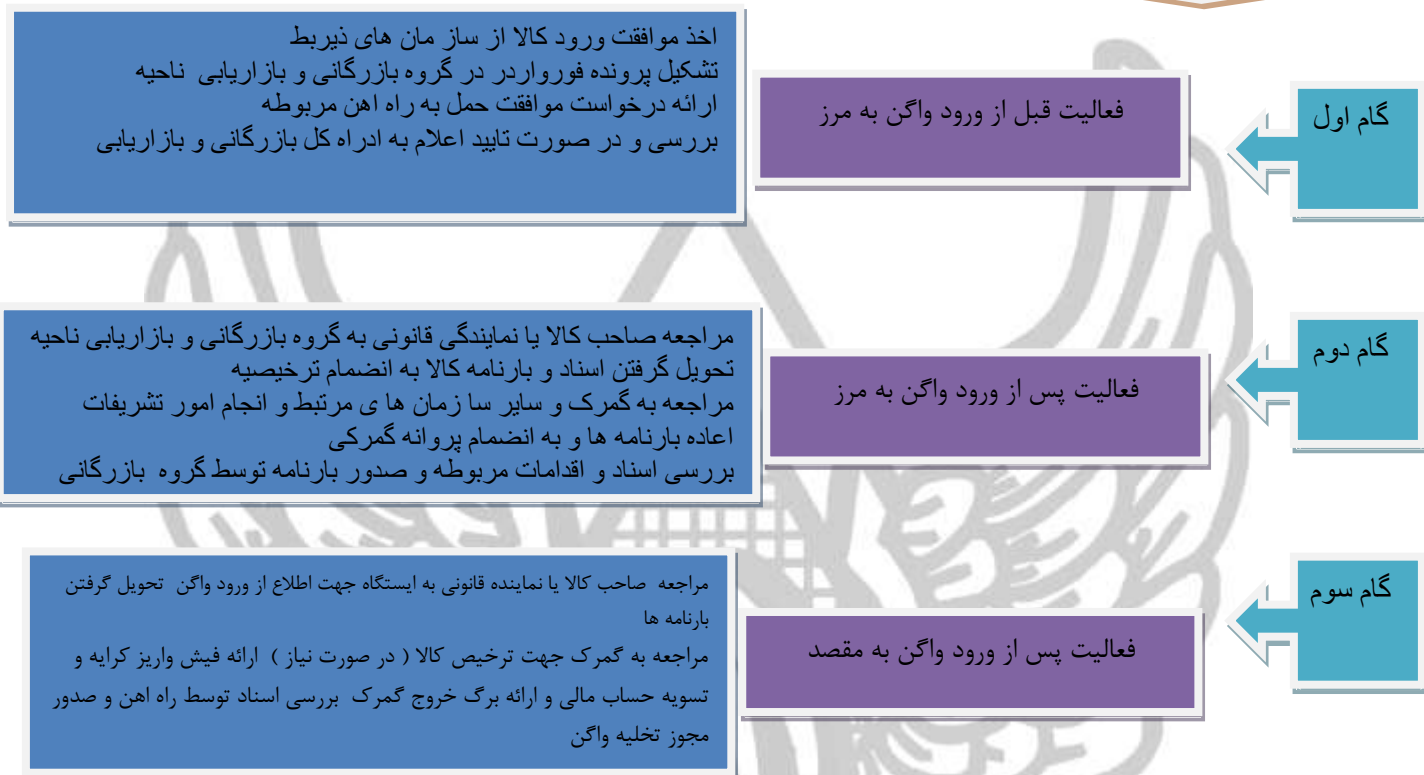 گام اول
فعالیت قبل از ورود واگن به مرز
اخذ موافقت ورود کالا از ساز مان های ذیربط
تشکیل پرونده فورواردر در گروه بازرگانی و بازاریابی ناحیه
ارائه درخواست موافقت حمل به راه اهن مربوطه
بررسی و در صورت تایید اعلام به ادراه کل بازرگانی و بازاریابی
گام دوم
فعالیت پس از ورود واگن به مرز
مراجعه صاحب کالا یا نمایندگی قانونی به گروه بازرگانی و بازاریابی ناحیه
تحویل گرفتن اسناد و بارنامه کالا به انضمام ترخیصیه
مراجعه به گمرک و سایر سا زمان ها ی مرتبط و انجام امور تشریفات
اعاده بارنامه ها و به انضمام پروانه گمرکی
بررسی اسناد و اقدامات مربوطه و صدور بارنامه توسط گروه بازرگانی
گام سوم
فعالیت پس از ورود واگن به مقصد
مراجعه صاحب کالا یا نماینده قانونی به ایستگاه جهت اطلاع از ورود واگن تحویل گرفتن
بارنامه ها
مراجعه به گمرک جهت ترخیص کالا ( در صورت نیاز ) ارائه فیش واریز کرایه و
تسویه حساب مالی و ارائه برگ خروج گمرک بررسی اسناد توسط راه اهن و صدور
مجوز تخلیه واگن